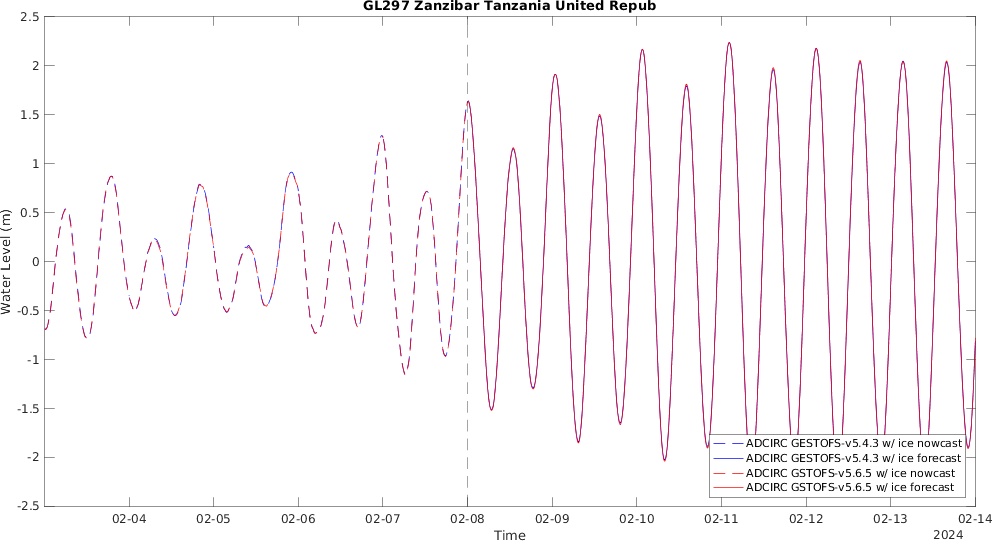 GL297 Zanzibar Tanzania United Repub
2.5
2
1.5
1
0.5
0
-0.5
-1
-1.5
-2
-2.5
Water Level (m)
ADCIRC GESTOFS-v5.4.3 w/ ice nowcast
ADCIRC GESTOFS-v5.4.3 w/ ice forecast
ADCIRC GSTOFS-v5.6.5 w/ ice nowcast
ADCIRC GSTOFS-v5.6.5 w/ ice forecast
02-04 02-05 02-06 02-07 02-08 02-09 02-10 02-11 02-12 02-13 02-14
Time
2024